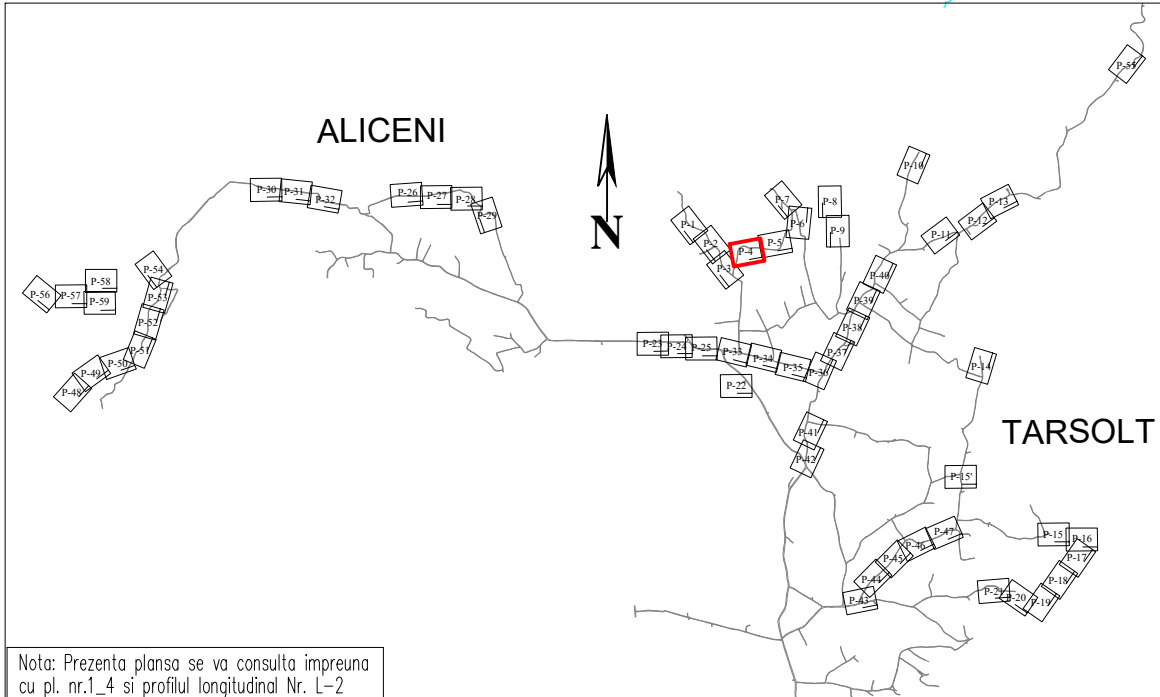 P-55
ALICENI
P-10
P-30
P-31
P-32
P-26
P-27
P-28
P-29
P-7
P-8
P-13
P-1
P-6
P-12
P-2
P-5
P-9
P-11
N
P-4
P-3
P-54
P-40
P-58
P-56
P-57
P-59
P-53
P-39
P-52
P-38
P-23
P-24
P-25
P-33
P-34
P-37
P-51
P-50
P-35
P-36
P-14
P-49
P-22
P-48
P-41
TARSOLT
P-42
P-15'
P-47
P-15
P-16
P-46
P-45
P-17
P-44
P-18
P-43
P-21
P-20
P-19
Nota: Prezenta plansa se va consulta impreuna
cu pl. nr.1_4 si profilul longitudinal Nr. L-2